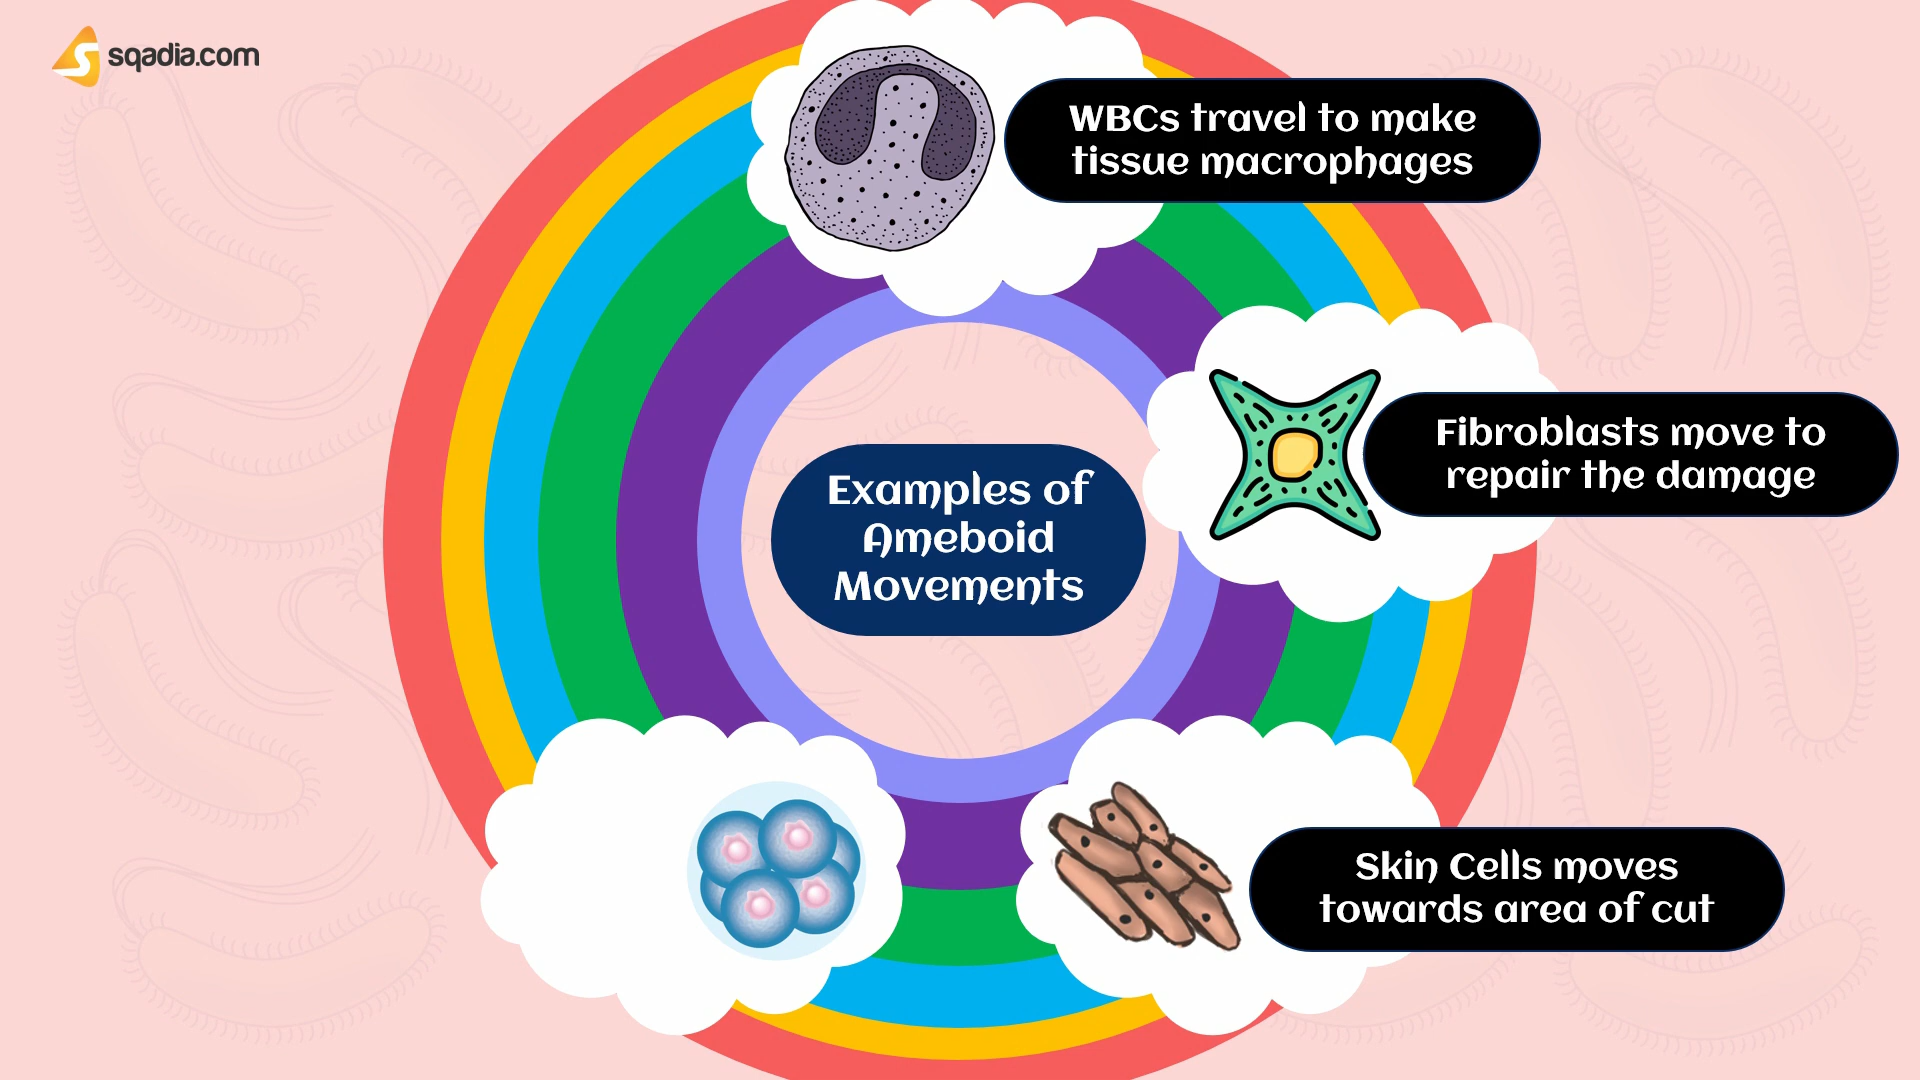 sqadia.com
WBCs travel to make
tissue macrophages
Fibroblasts move to
repair the damage
Examples of
Ameboid
Movements
Skin Cells moves
towards area of cut